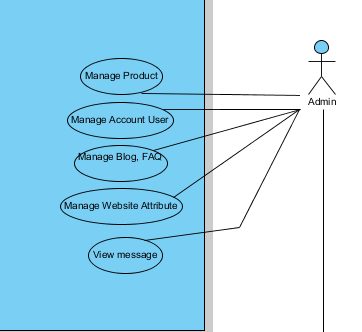 Manage Product
Admin
Manage Account User
Manage Blog, FAQ
Manage Website Attribute
View message